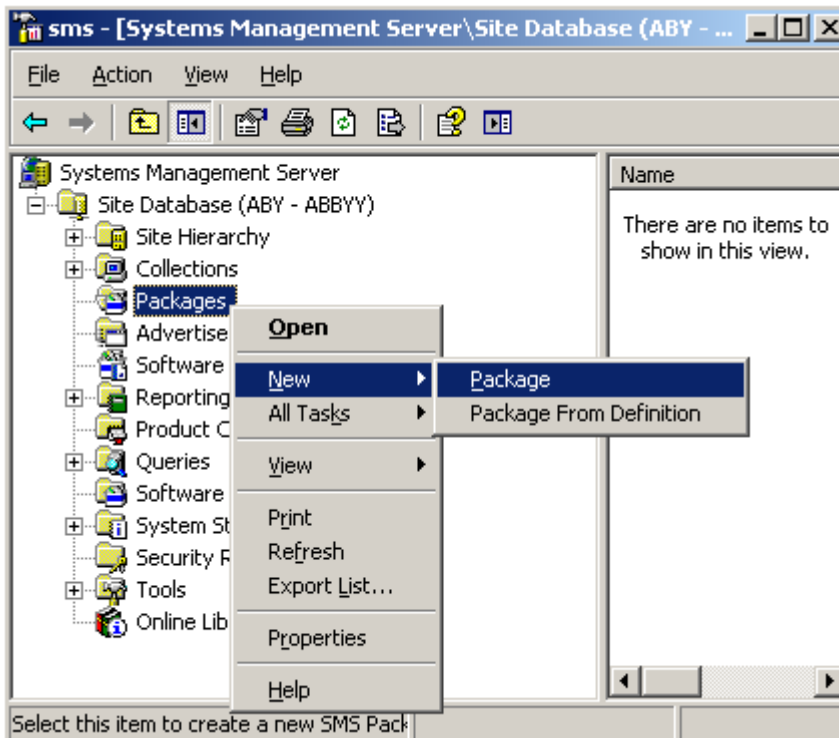 sms - [Systems Management Server\Site Database (ABY - ...
File Action View Help
Systems Management Server
Site Database (ABY - ABBYY)
Site Hierarchy
Collections
Packages
Advertise
Software
Reporting
Product C
Queries
Software
System St
Security R
Tools
Online Lib
Open
New
All Tasks
View
Print
Refresh
Export List...
Properties
Help
Package
Package From Definition
Name
There are no items to
show in this view.
Select this item to create a new SMS Pack